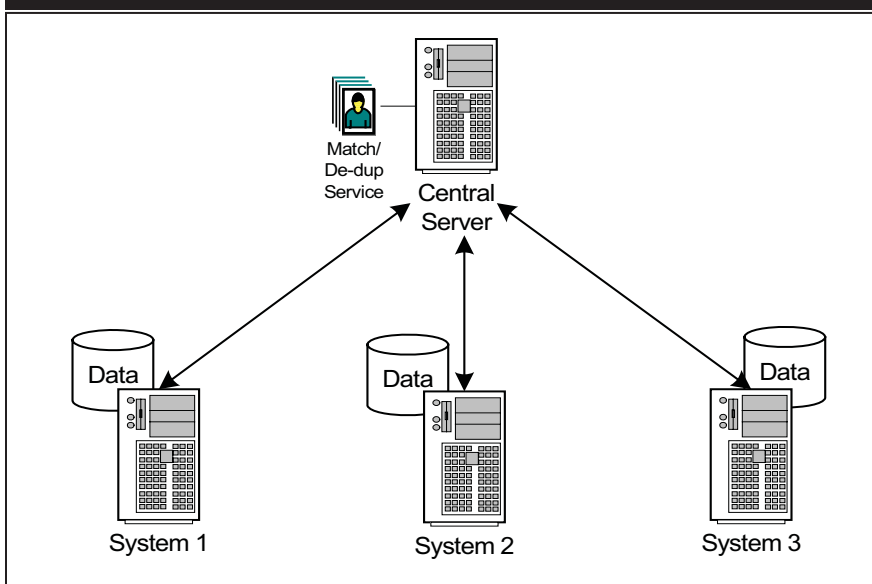 Match/
De-dup
Service
Central
Server
Data
Data
Data
System 1
System 2
System 3